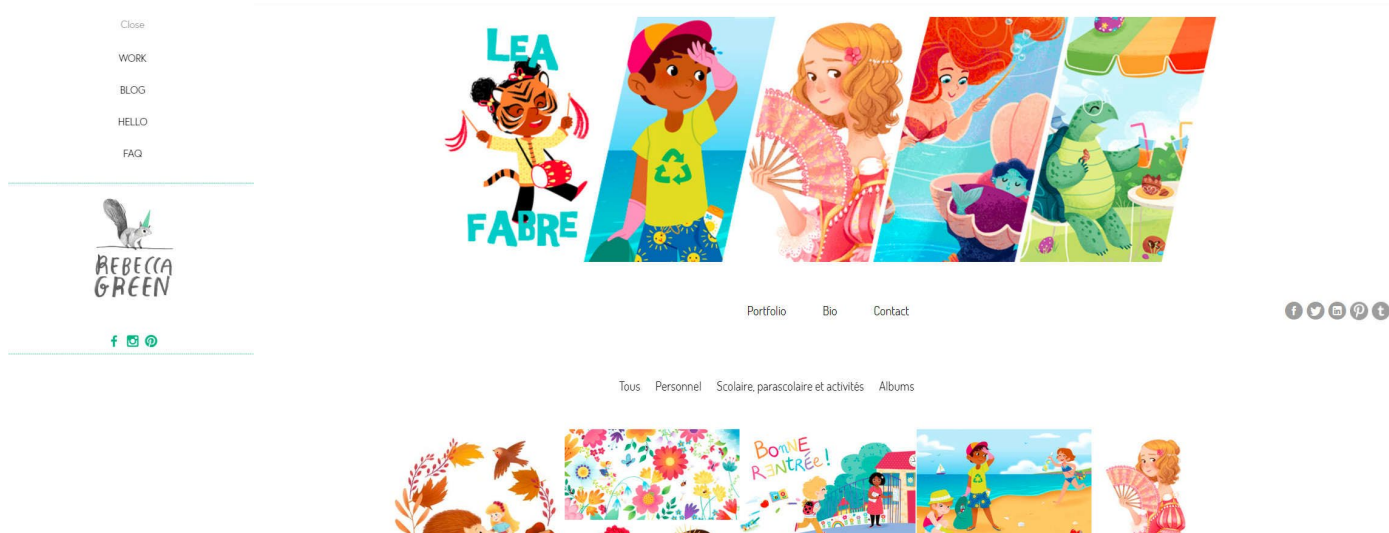 Close
WORK
BLOG
HELLO
FAQ
REBECCA
GREEN
LEA
FABRE
Portfolio Bio Contact
Tous Personnel Scolaire, parascolaire et activités Albums
BONNE
RENTRÉE!